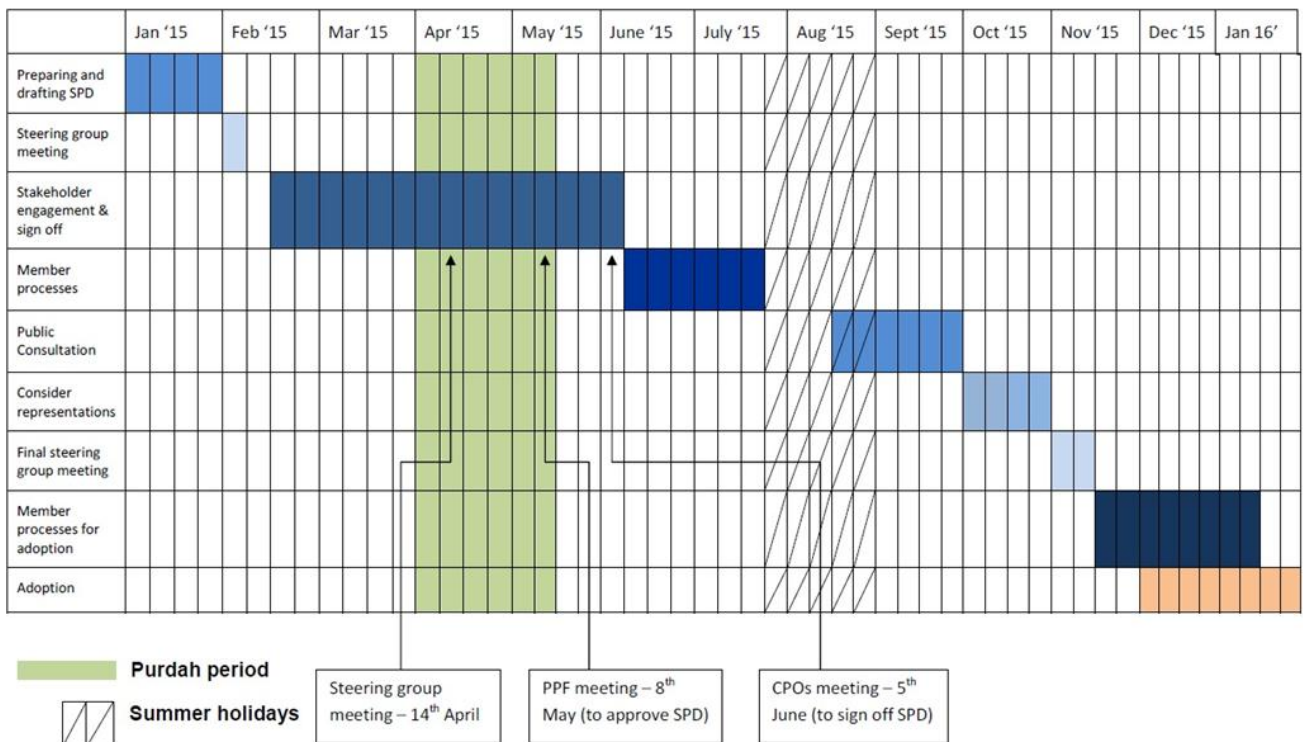 Jan ‘15 Feb ‘15 Mar ‘15 Apr ‘15 May ‘15 June ‘15 July ‘15 Aug ‘15 Sept ‘15 Oct ‘15 Nov ‘15 Dec ‘15 Jan 16’
Preparing and
drafting SPD
Steering group
meeting
Stakeholder
engagement &
sign off
Member
processes
Public
Consultation
Consider
representations
Final steering
group meeting
Member
processes for
adoption
Adoption
Purdah period
Summer holidays
Steering group
meeting – 14th April
PPF meeting – 8th
May (to approve SPD)
CPOs meeting – 5th
June (to sign off SPD)